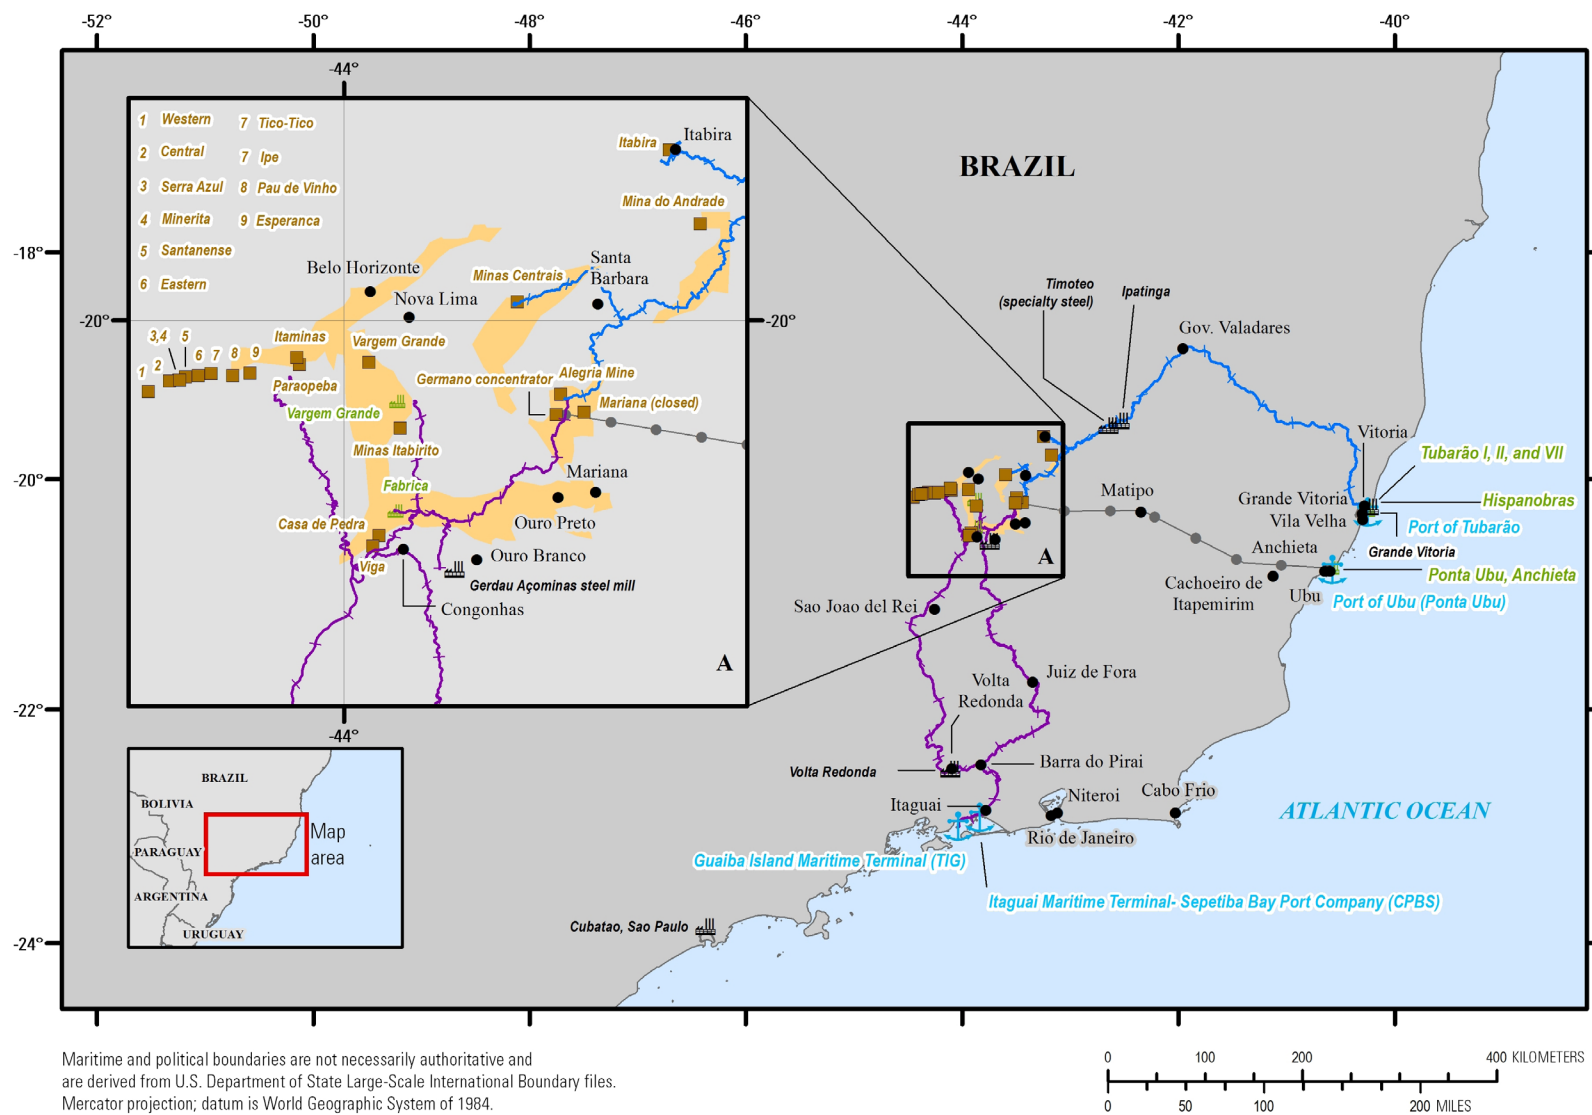 -52°
-50°
-48°
-46°
-44°
-42°
-40°
-18°
-20°
-22°
-24°
-44°
1 Western
2 Central
3 Serra Azul
4 Minerita
5 Santanense
6 Eastern
7 Tico-Tico
7 Ipe
8 Pau de Vinho
9 Esperanca
Itabira
Itabira
Mina do Andrade
Belo Horizonte
Nova Lima
Minas Centrais
Santa
Barbara
-20°
3,4
5
1
2
6
7
8
9
Itaminas
Vargem Grande
Paraopeba
Vargem Grande
Germano concentrator
Alegria Mine
Mariana (closed)
Minas Itabirito
Fabrica
Mariana
Ouro Preto
Casa de Pedra
Viga
Ouro Branco
Gerdau Açominas steel mill
Congonhas
A
-44°
BRAZIL
Timoteo
(specialty steel)
Ipatinga
Gov. Valadares
Vitoria
Tubarão I, II, and VII
Hispanobras
Grande Vitoria
Vila Velha
Port of Tubarão
Grande Vitoria
Matipo
Anchieta
Ponta Ubu, Anchieta
Cachoeiro de
Itapemirim
Ubu
Port of Ubu (Ponta Ubu)
A
Sao Joao del Rei
Juiz de Fora
Volta
Redonda
Volta Redonda
Barra do Pirai
Itaguai
Niteroi
Cabo Frio
Rio de Janeiro
ATLANTIC OCEAN
Guaiba Island Maritime Terminal (TIG)
Itaguai Maritime Terminal- Sepetiba Bay Port Company (CPBS)
Cubatao, Sao Paulo
BRAZIL
BOLIVIA
PARAGUAY
ARGENTINA
URUGUAY
Map
area
Maritime and political boundaries are not necessarily authoritative and
are derived from U.S. Department of State Large-Scale International Boundary files.
Mercator projection; datum is World Geographic System of 1984.
0 100 200 400 KILOMETERS
0 50 100 200 MILES